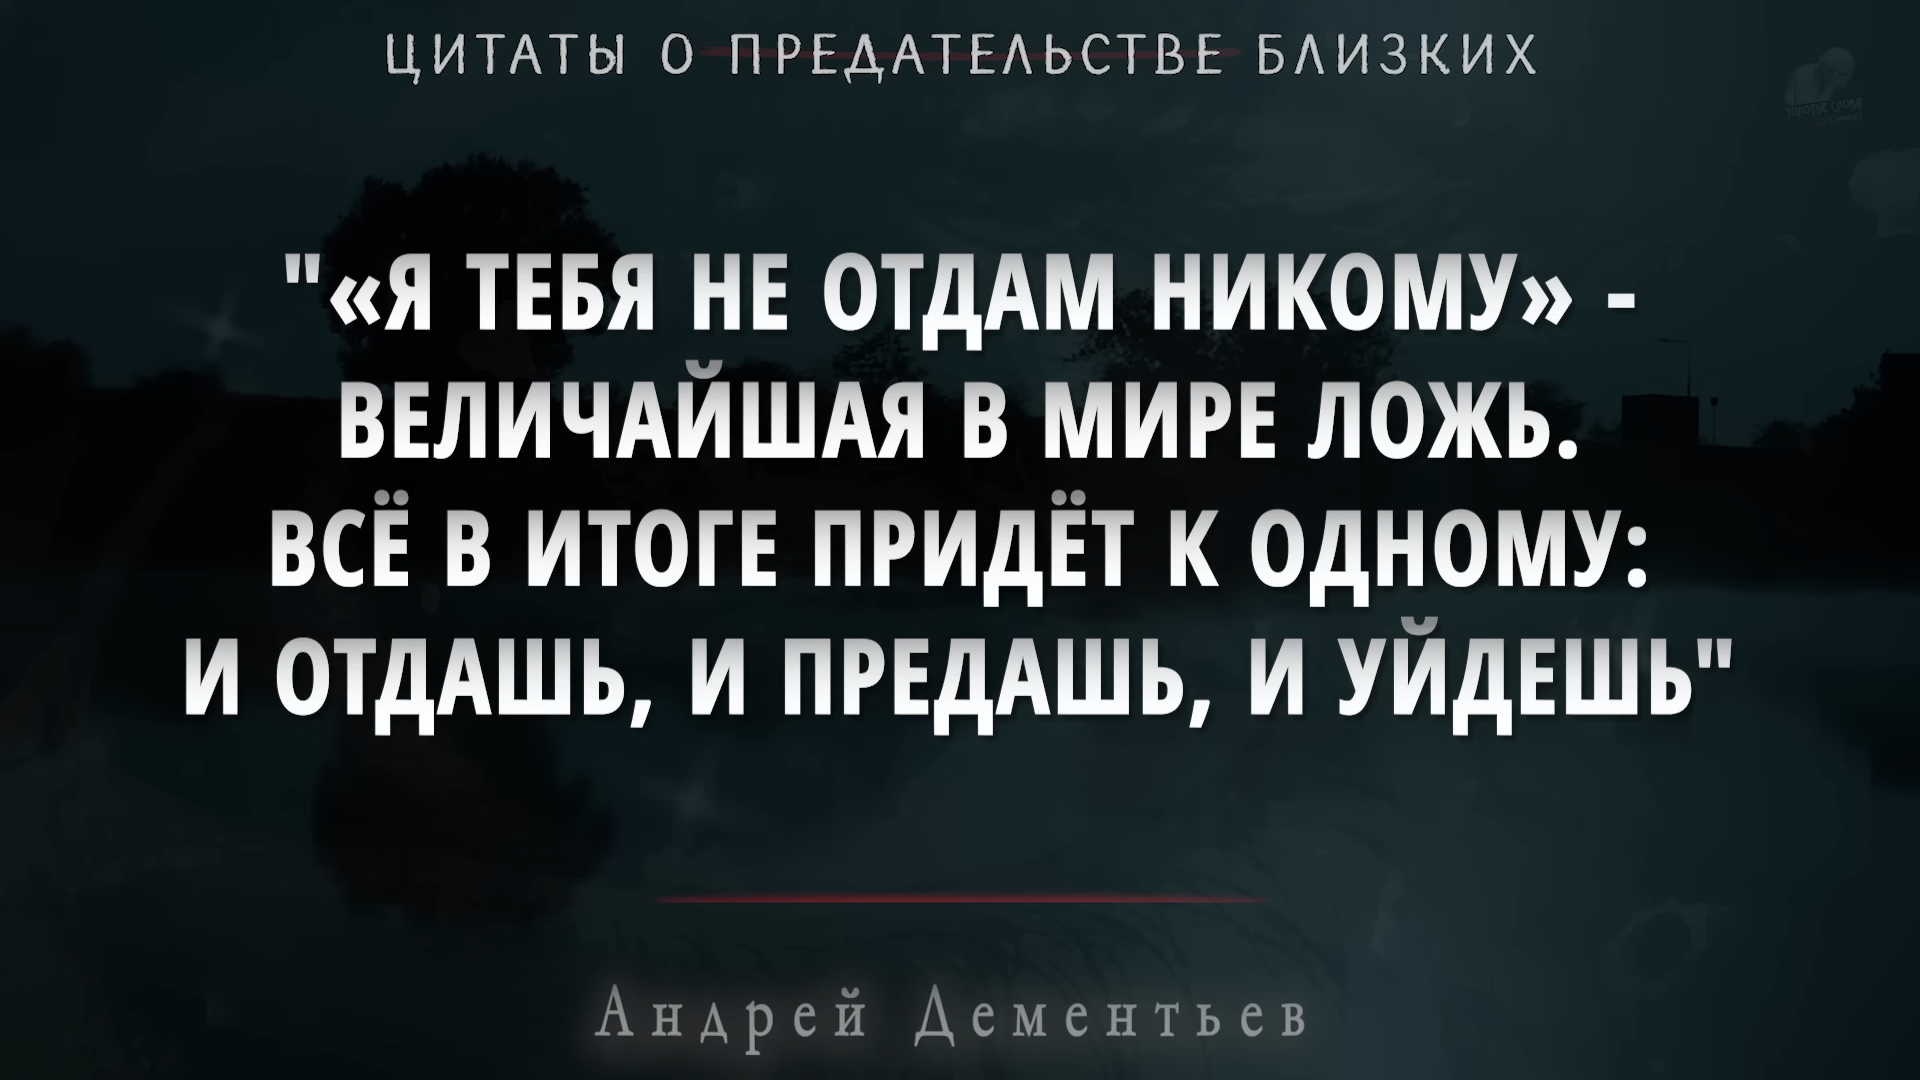 ЦИТАТЫ О ПРЕДАТЕЛЬСТВЕ БЛИЗКИХ
"«Я ТЕБЯ НЕ ОТДАМ НИКОМУ» -
ВЕЛИЧАЙШАЯ В МИРЕ ЛОЖЬ.
ВСЁ В ИТОГЕ ПРИДЁТ К ОДНОМУ:
И ОТДАШЬ, И ПРЕДАШЬ, И УЙДЕШЬ"
Андрей Дементьев